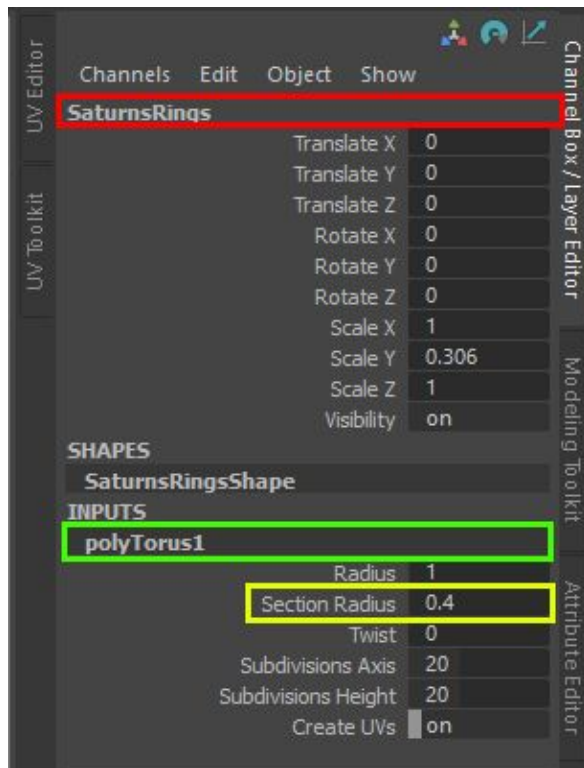 Channels Edit Object Show
SaturnsRings
Translate X 0
Translate Y 0
Translate Z 0
Rotate X 0
Rotate Y 0
Rotate Z 0
Scale X 1
Scale Y 0.306
Scale Z 1
Visibility on
SHAPES
SaturnsRingsShape
INPUTS
polyTorus1
Radius 1
Section Radius 0.4
Twist 0
Subdivisions Axis 20
Subdivisions Height 20
Create UVs on
UV Editor
UV Toolkit
Channel Box / Layer Editor
Modeling Toolkit
Attribute Editor